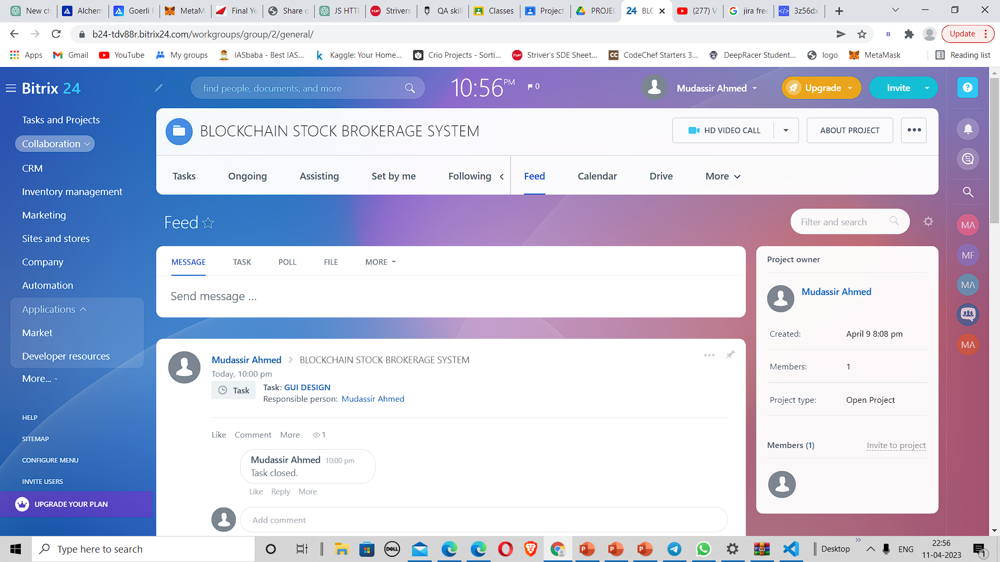 New ch
Alchem
Goerli F
MetaM
Final Ye
Share o
JS HTTF
Strivers
QA skil
Classes
Project
PROJEC
24 BLC
(277) V
jira free
3z56dx
b24-tdv88r.bitrix24.com/workgroups/group/2/general/
Update
Apps
Gmail
YouTube
My groups
IASbaba - Best IAS...
Kaggle: Your Home...
Crio Projects - Sorti...
Striver's SDE Sheet...
CodeChef Starters 3...
DeepRacer Student...
logo
MetaMask
Reading list
Bitrix 24
find people, documents, and more
10:56 PM
0
Mudassir Ahmed
Upgrade
Invite
Tasks and Projects
Collaboration
CRM
Inventory management
Marketing
Sites and stores
Company
Automation
Applications
Market
Developer resources
More...
HELP
SITEMAP
CONFIGURE MENU
INVITE USERS
UPGRADE YOUR PLAN
BLOCKCHAIN STOCK BROKERAGE SYSTEM
HD VIDEO CALL
ABOUT PROJECT
Tasks
Ongoing
Assisting
Set by me
Following
Feed
Calendar
Drive
More
Feed
Filter and search
MESSAGE
TASK
POLL
FILE
MORE
Send message ...
Mudassir Ahmed > BLOCKCHAIN STOCK BROKERAGE SYSTEM
Today, 10:00 pm
Task
Task: GUI DESIGN
Responsible person: Mudassir Ahmed
Like Comment More 1
Mudassir Ahmed 10:00 pm
Task closed.
Like Reply More
Add comment
Project owner
Mudassir Ahmed
Created: April 9 8:08 pm
Members: 1
Project type: Open Project
Members (1)
Invite to project
MA
MF
MA
MA
Type here to search
DELL
Desktop
ENG
22:56
11-04-2023
1